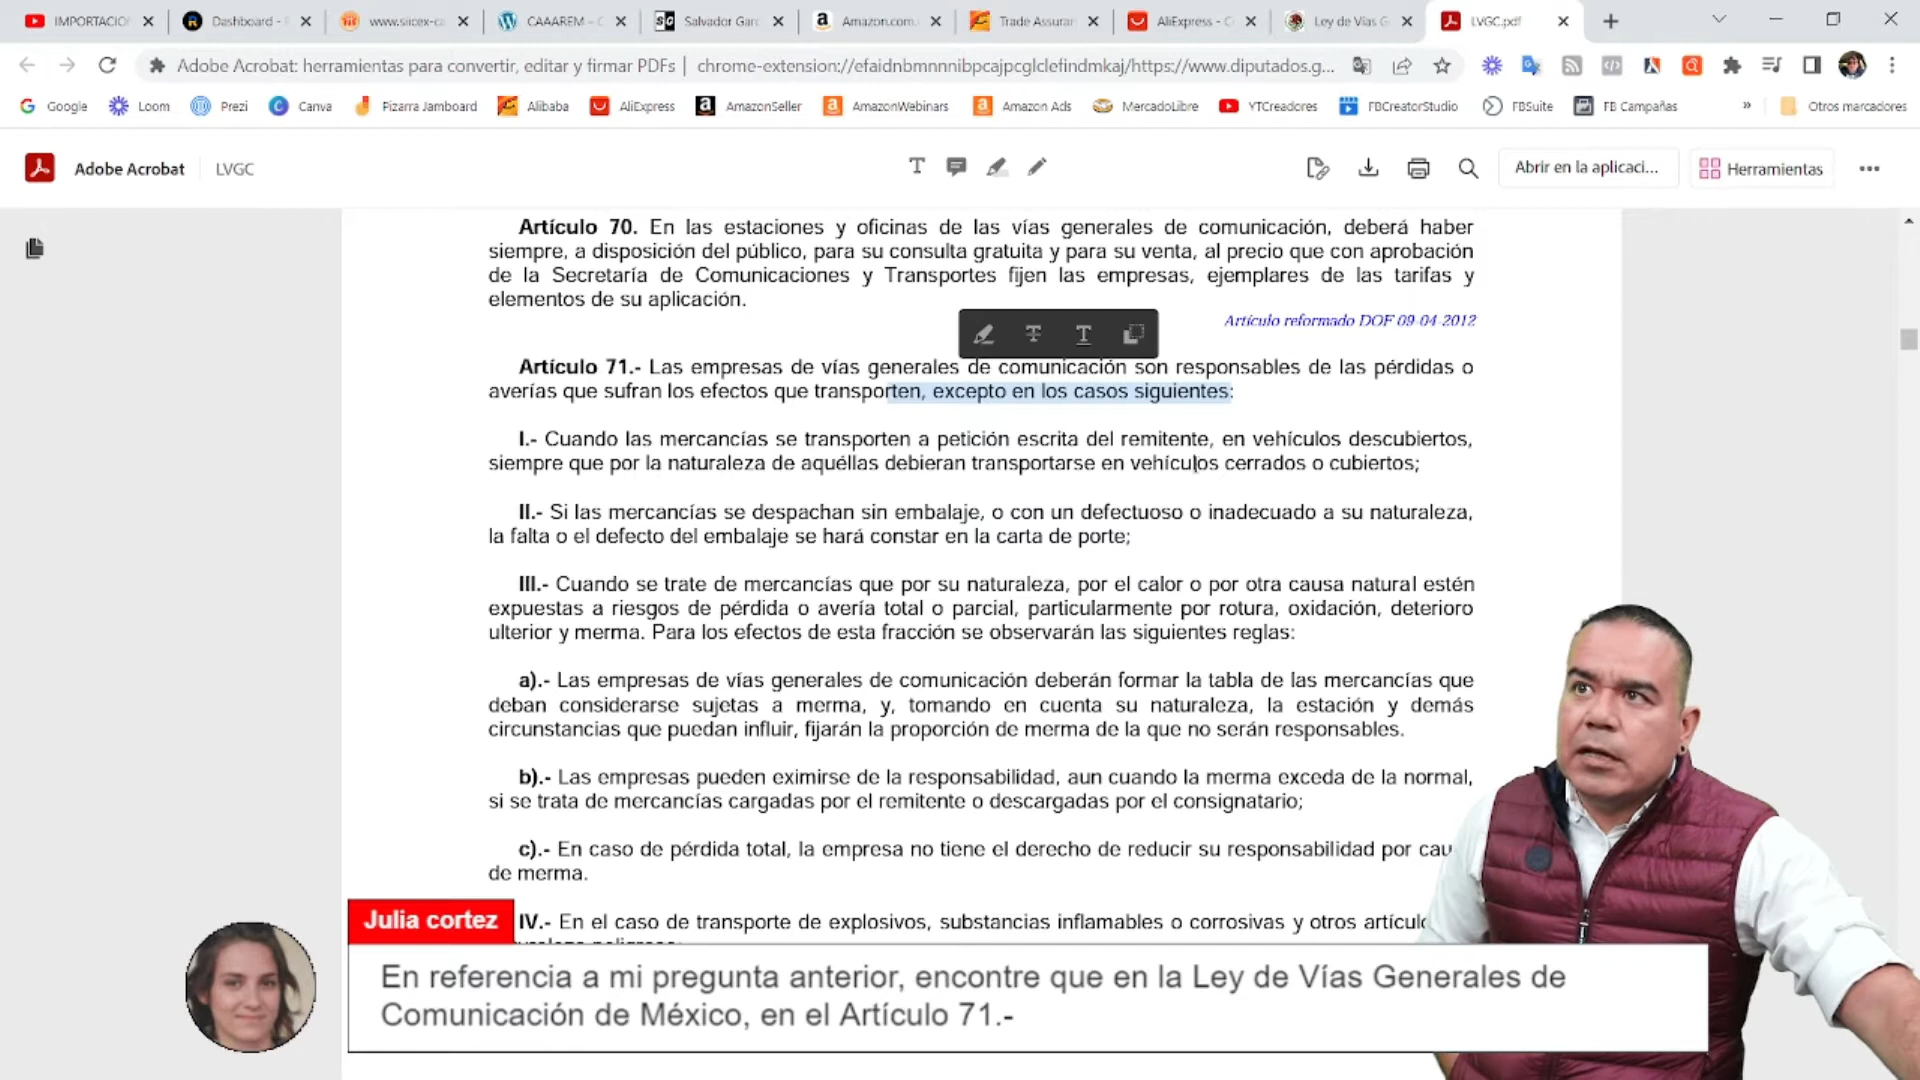 IMPORTACIO
Dashboard - F
www.siicex-ca
CAAAREM – C
Salvador Garc
Amazon.com.
Trade Assuran
AliExpress - C
Ley de Vías G
LVGC.pdf
Adobe Acrobat: herramientas para convertir, editar y firmar PDFs | chrome-extension://efaidnbmnnnibpcajpcglclefindmkaj/https://www.diputados.g...
Google Loom Prezi Canva Pizarra Jamboard Alibaba AliExpress AmazonSeller AmazonWebinars Amazon Ads MercadoLibre YTCreadores FBCreatorStudio FBSuite FB Campañas » Otros marcadores
Adobe Acrobat LVGC Abrir en la aplicaci... Herramientas
Artículo 70. En las estaciones y oficinas de las vías generales de comunicación, deberá haber
siempre, a disposición del público, para su consulta gratuita y para su venta, al precio que con aprobación
de la Secretaría de Comunicaciones y Transportes fijen las empresas, ejemplares de las tarifas y
elementos de su aplicación.
Artículo reformado DOF 09-04-2012
Artículo 71.- Las empresas de vías generales de comunicación son responsables de las pérdidas o
averías que sufran los efectos que transporten, excepto en los casos siguientes:
I.- Cuando las mercancías se transporten a petición escrita del remitente, en vehículos descubiertos,
siempre que por la naturaleza de aquéllas debieran transportarse en vehículos cerrados o cubiertos;
II.- Si las mercancías se despachan sin embalaje, o con un defectuoso o inadecuado a su naturaleza,
la falta o el defecto del embalaje se hará constar en la carta de porte;
III.- Cuando se trate de mercancías que por su naturaleza, por el calor o por otra causa natural estén
expuestas a riesgos de pérdida o avería total o parcial, particularmente por rotura, oxidación, deterioro
ulterior y merma. Para los efectos de esta fracción se observarán las siguientes reglas:
a).- Las empresas de vías generales de comunicación deberán formar la tabla de las mercancías que
deban considerarse sujetas a merma, y, tomando en cuenta su naturaleza, la estación y demás
circunstancias que puedan influir, fijarán la proporción de merma de la que no serán responsables.
b).- Las empresas pueden eximirse de la responsabilidad, aun cuando la merma exceda de la normal,
si se trata de mercancías cargadas por el remitente o descargadas por el consignatario;
c).- En caso de pérdida total, la empresa no tiene el derecho de reducir su responsabilidad por cau
de merma.
IV.- En el caso de transporte de explosivos, substancias inflamables o corrosivas y otros artícul
Julia cortez
En referencia a mi pregunta anterior, encontre que en la Ley de Vías Generales de
Comunicación de México, en el Artículo 71.-